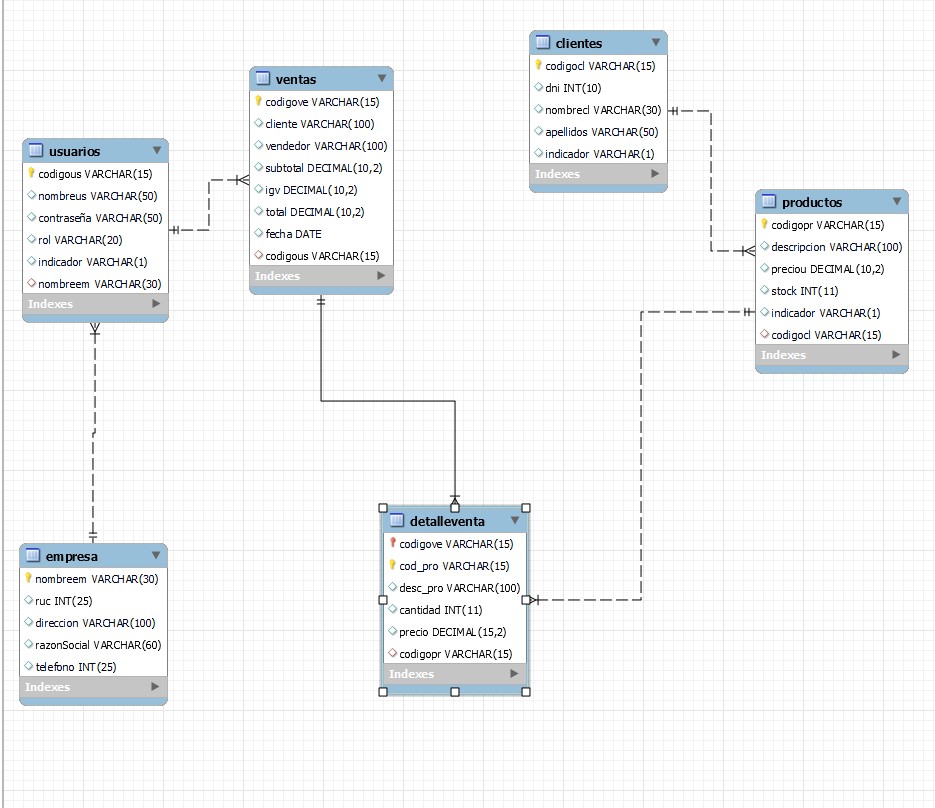 clientes
codigocl VARCHAR(15)
dni INT(10)
nombrecl VARCHAR(30)
apellidos VARCHAR(50)
indicador VARCHAR(1)
Indexes
ventas
codigove VARCHAR(15)
cliente VARCHAR(100)
vendedor VARCHAR(100)
subtotal DECIMAL(10,2)
igv DECIMAL(10,2)
total DECIMAL(10,2)
fecha DATE
codigous VARCHAR(15)
Indexes
usuarios
codigous VARCHAR(15)
nombreus VARCHAR(50)
contraseña VARCHAR(50)
rol VARCHAR(20)
indicador VARCHAR(1)
nombreem VARCHAR(30)
Indexes
productos
codigopr VARCHAR(15)
descripcion VARCHAR(100)
preciou DECIMAL(10,2)
stock INT(11)
indicador VARCHAR(1)
codigocl VARCHAR(15)
Indexes
detalleventa
codigove VARCHAR(15)
cod_pro VARCHAR(15)
desc_pro VARCHAR(100)
cantidad INT(11)
precio DECIMAL(15,2)
codigopr VARCHAR(15)
Indexes
empresa
nombreem VARCHAR(30)
ruc INT(25)
direccion VARCHAR(100)
razonSocial VARCHAR(60)
telefono INT(25)
Indexes